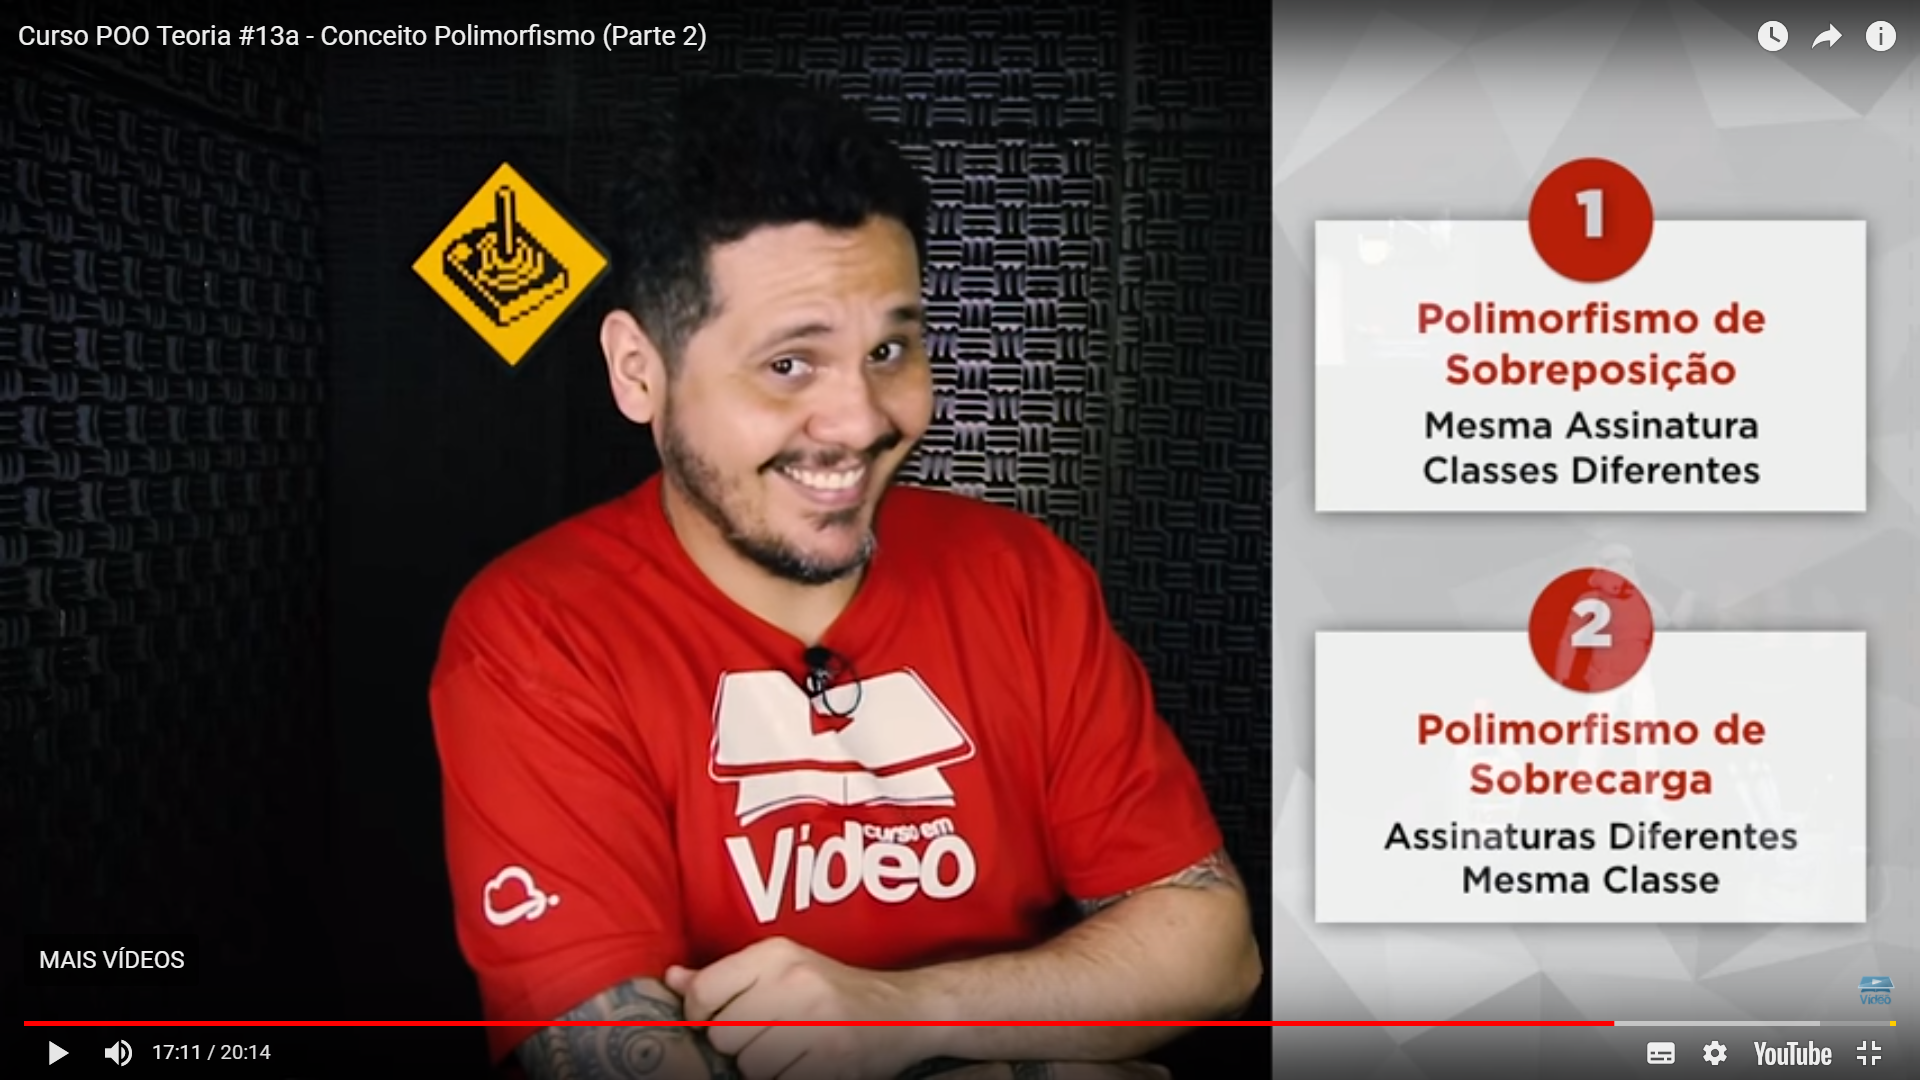 Curso POO Teoria #13a - Conceito Polimorfismo (Parte 2)
1
Polimorfismo de
Sobreposição
Mesma Assinatura
Classes Diferentes
2
Polimorfismo de
Sobrecarga
Assinaturas Diferentes
Mesma Classe
curso em
Vídeo
MAIS VÍDEOS
Vídeo
17:11 / 20:14
YouTube